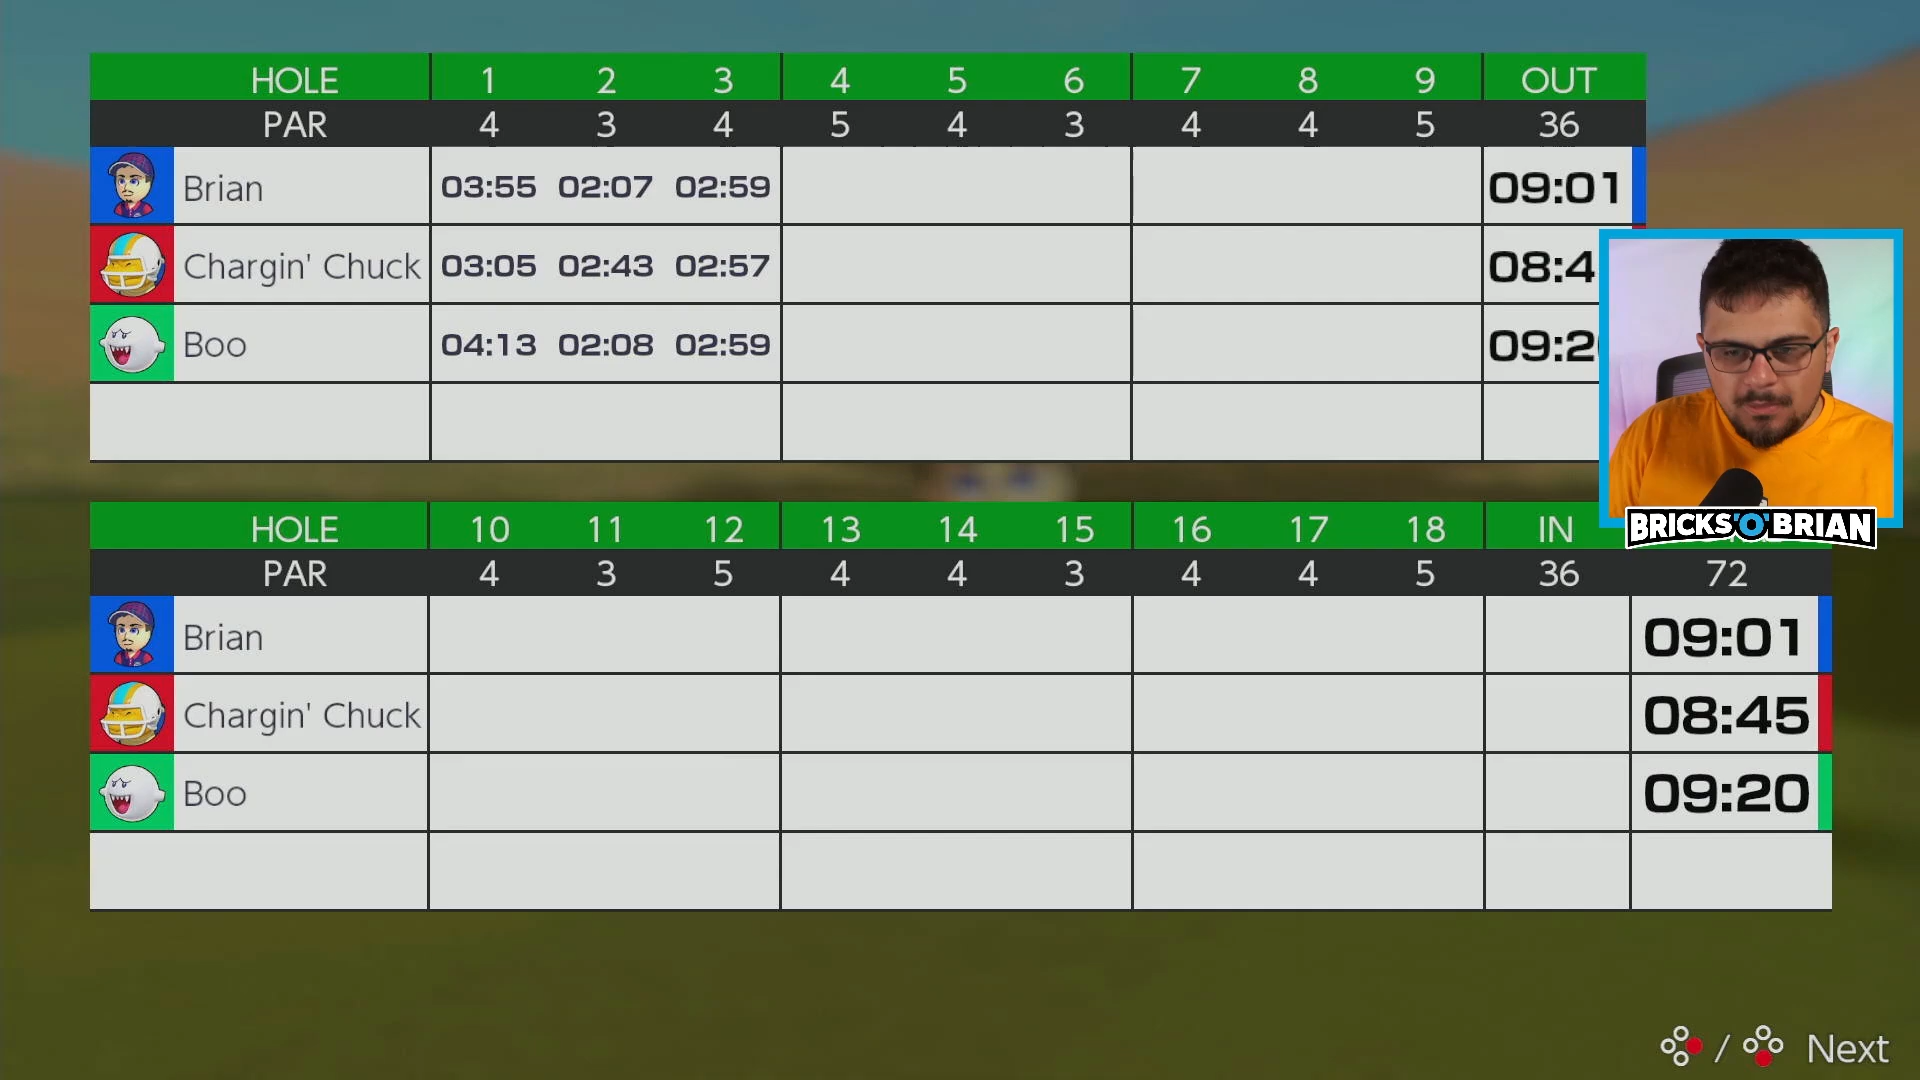 HOLE 1 2 3 4 5 6 7 8 9 OUT
PAR 4 3 4 5 4 3 4 4 5 36
Brian 03:55 02:07 02:59 09:01
Chargin' Chuck 03:05 02:43 02:57 08:4
Boo 04:13 02:08 02:59 09:2
BRICKS'O'BRIAN
HOLE 10 11 12 13 14 15 16 17 18 IN
PAR 4 3 5 4 4 3 4 4 5 36 72
Brian 09:01
Chargin' Chuck 08:45
Boo 09:20
/ Next